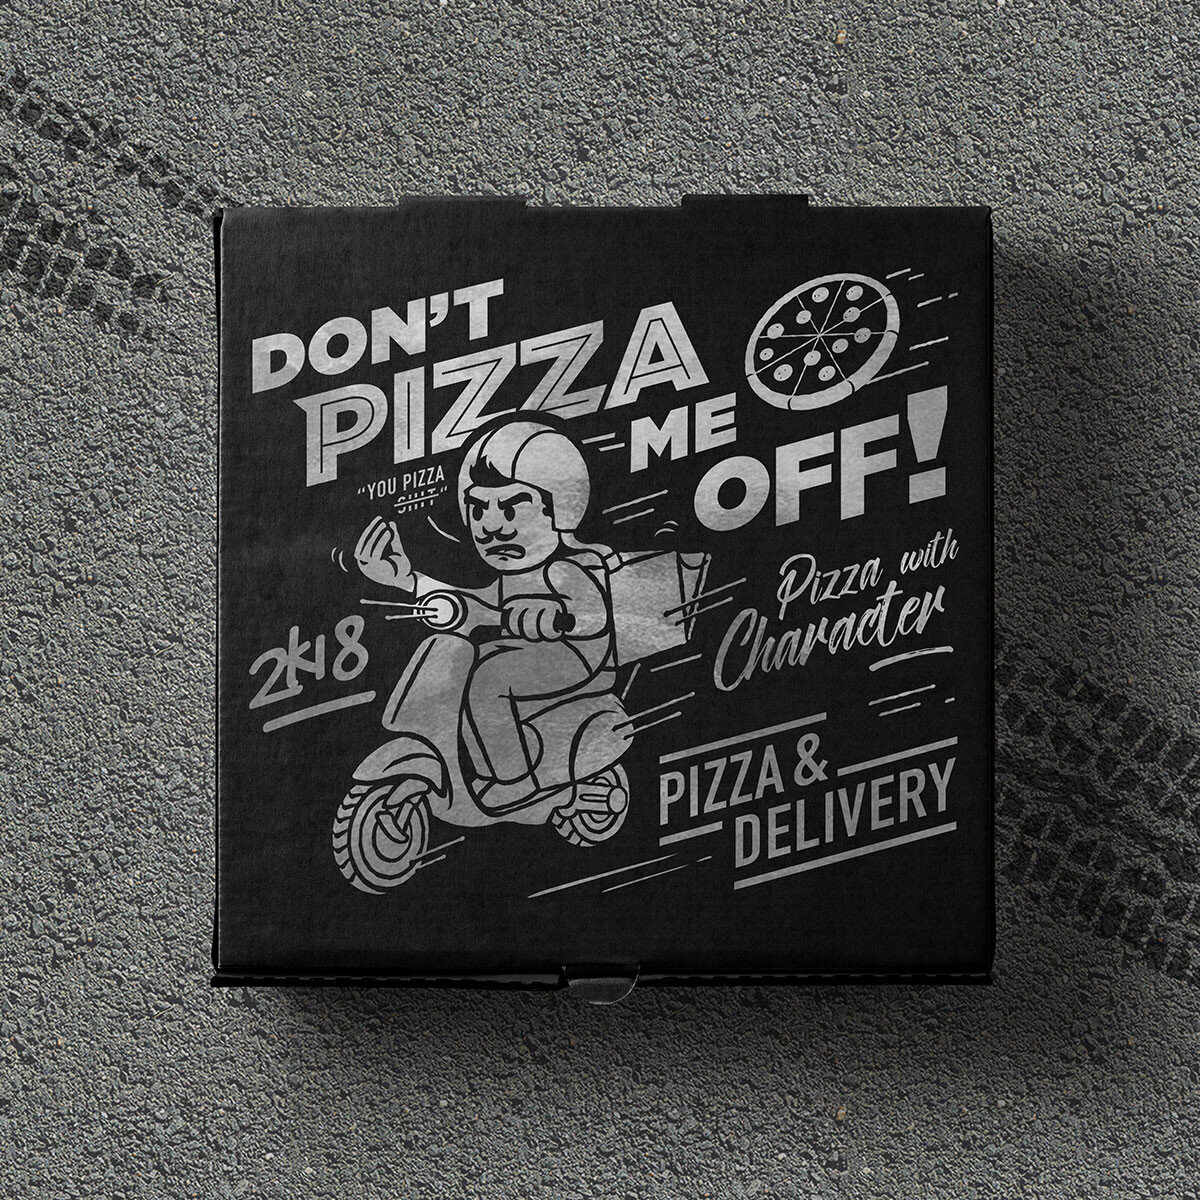 DON'T
PIZZA
ME
OFF!
"YOU PIZZA
SHIT"
Pizza with
Character
2K18
PIZZA &
DELIVERY